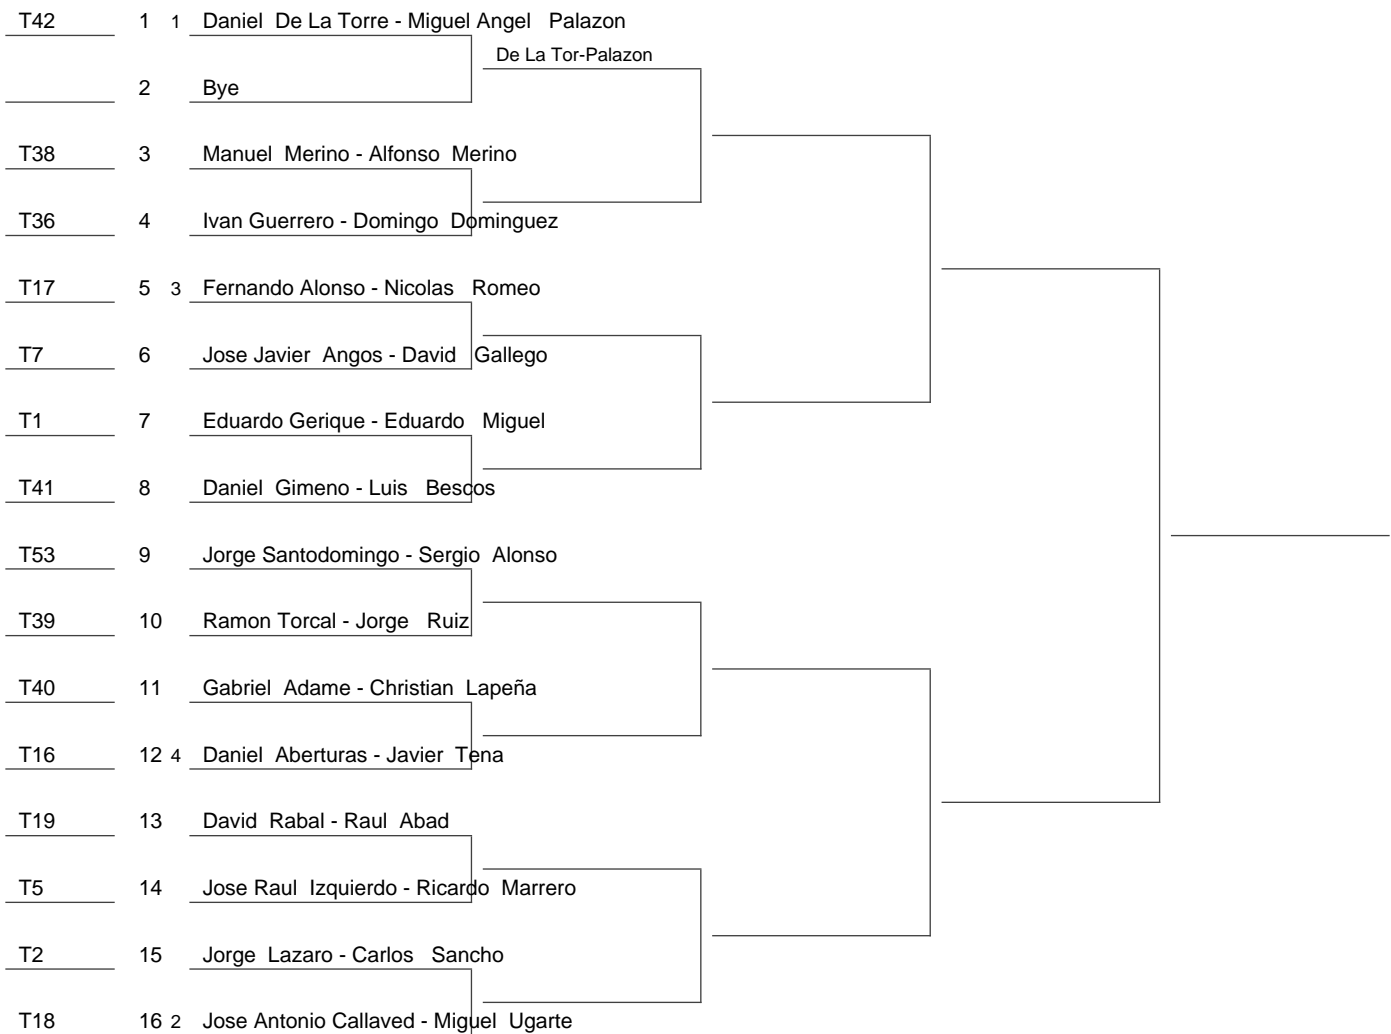 T42 1 1 Daniel De La Torre - Miguel Angel Palazon
De La Tor-Palazon
2 Bye
T38 3 Manuel Merino - Alfonso Merino
T36 4 Ivan Guerrero - Domingo Dominguez
T17 5 3 Fernando Alonso - Nicolas Romeo
T7 6 Jose Javier Angos - David Gallego
T1 7 Eduardo Gerique - Eduardo Miguel
T41 8 Daniel Gimeno - Luis Bescos
T53 9 Jorge Santodomingo - Sergio Alonso
T39 10 Ramon Torcal - Jorge Ruiz
T40 11 Gabriel Adame - Christian Lapeña
T16 12 4 Daniel Aberturas - Javier Tena
T19 13 David Rabal - Raul Abad
T5 14 Jose Raul Izquierdo - Ricardo Marrero
T2 15 Jorge Lazaro - Carlos Sancho
T18 16 2 Jose Antonio Callaved - Miguel Ugarte